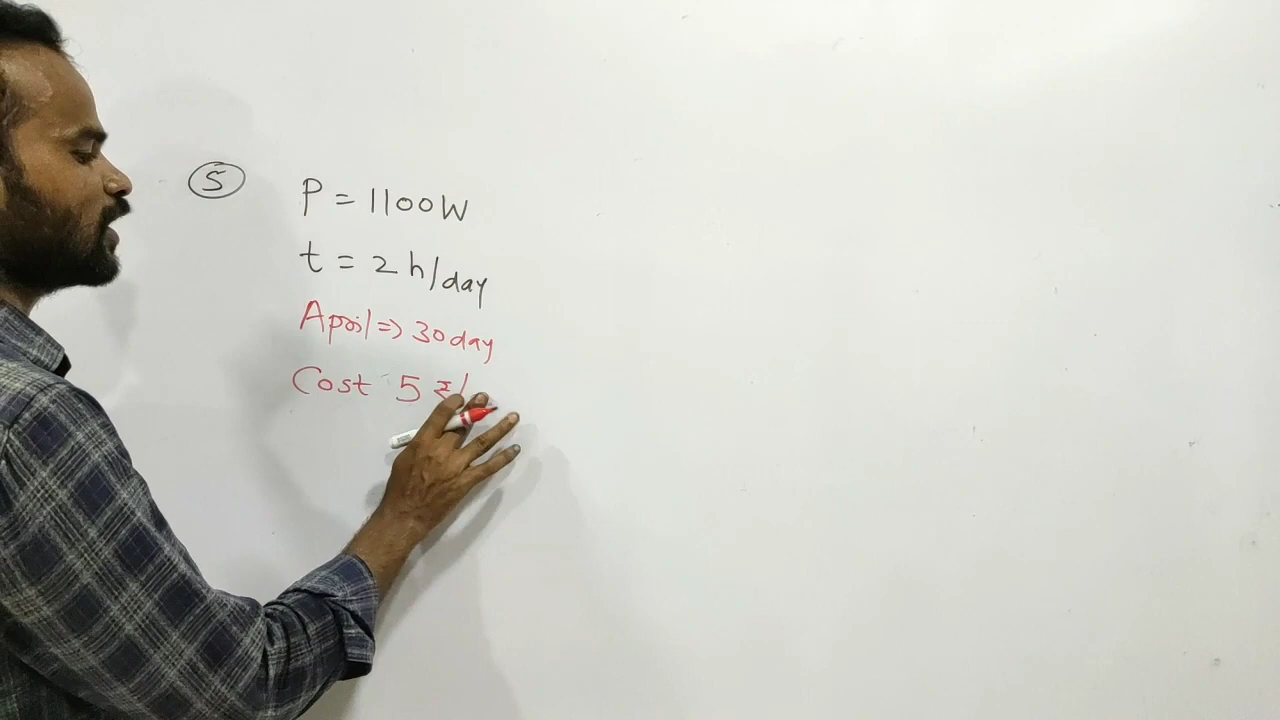 5
P = 1100W
t = 2 h/day
April => 30 day
Cost 5 ₹/